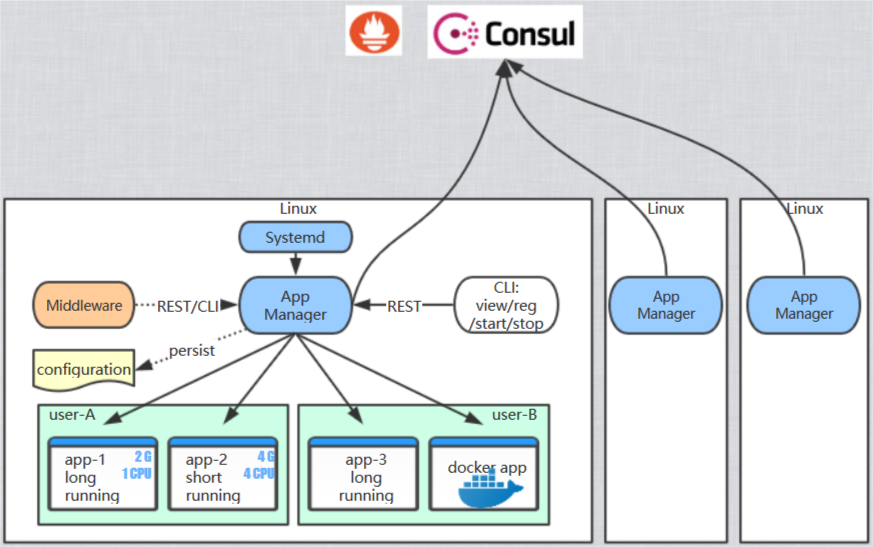 Consul
Linux
Linux
Linux
Systemd
Middleware
REST/CLI
App
Manager
REST
CLI:
view/reg
/start/stop
App
Manager
App
Manager
persist
configuration
user-A
user-B
app-1
long
running
2 G
1 CPU
app-2
short
running
4 G
4 CPU
app-3
long
running
docker app